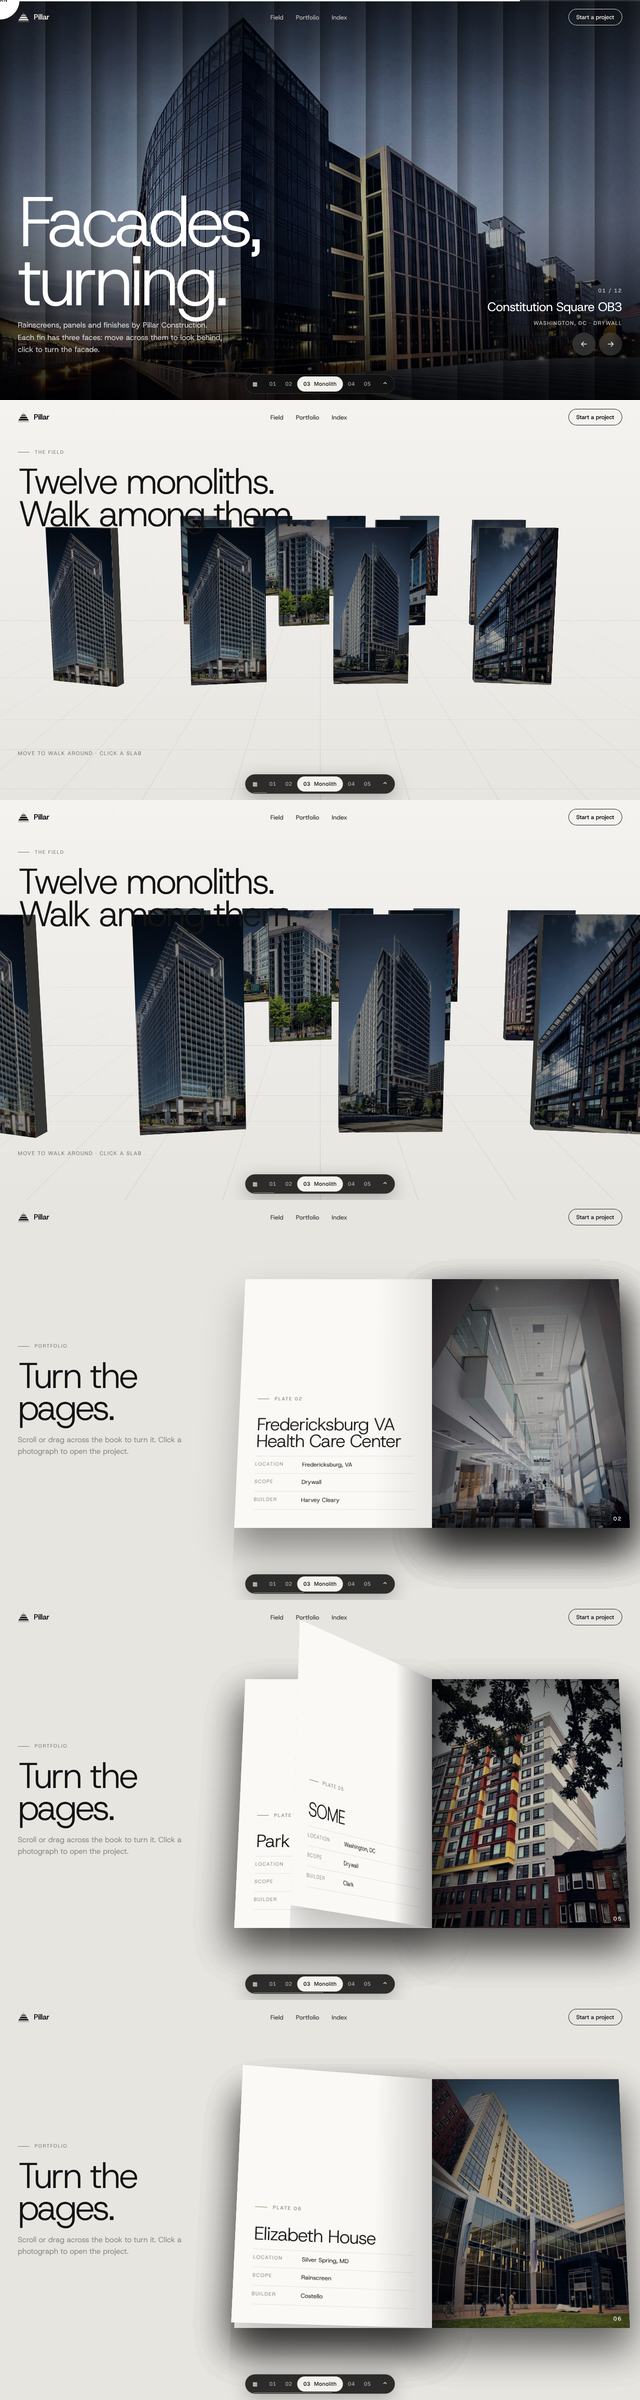 Pillar
Field Portfolio Index
Start a project
Facades,
turning.
Rainscreens, panels and finishes by Pillar Construction.
Each fin has three faces: move across them to look behind,
click to turn the facade.
01 / 12
Constitution Square OB3
WASHINGTON, DC · DRYWALL
← →
01 02 03 Monolith 04 05
Pillar
Field Portfolio Index
Start a project
THE FIELD
Twelve monoliths.
Walk among them.
MOVE TO WALK AROUND · CLICK A SLAB
01 02 03 Monolith 04 05
Pillar
Field Portfolio Index
Start a project
THE FIELD
Twelve monoliths.
Walk among them.
MOVE TO WALK AROUND · CLICK A SLAB
01 02 03 Monolith 04 05
Pillar
Field Portfolio Index
Start a project
PORTFOLIO
Turn the
pages.
Scroll or drag across the book to turn it. Click a
photograph to open the project.
PLATE 02
Fredericksburg VA
Health Care Center
LOCATION Fredericksburg, VA
SCOPE Drywall
BUILDER Harvey Cleary
02
01 02 03 Monolith 04 05
Pillar
Field Portfolio Index
Start a project
PORTFOLIO
Turn the
pages.
Scroll or drag across the book to turn it. Click a
photograph to open the project.
PLATE
Park
LOCATION
SCOPE
BUILDER
PLATE 05
SOME
LOCATION Washington, DC
SCOPE Drywall
BUILDER Clark
05
01 02 03 Monolith 04 05
Pillar
Field Portfolio Index
Start a project
PORTFOLIO
Turn the
pages.
Scroll or drag across the book to turn it. Click a
photograph to open the project.
PLATE 06
Elizabeth House
LOCATION Silver Spring, MD
SCOPE Rainscreen
BUILDER Costello
06
01 02 03 Monolith 04 05